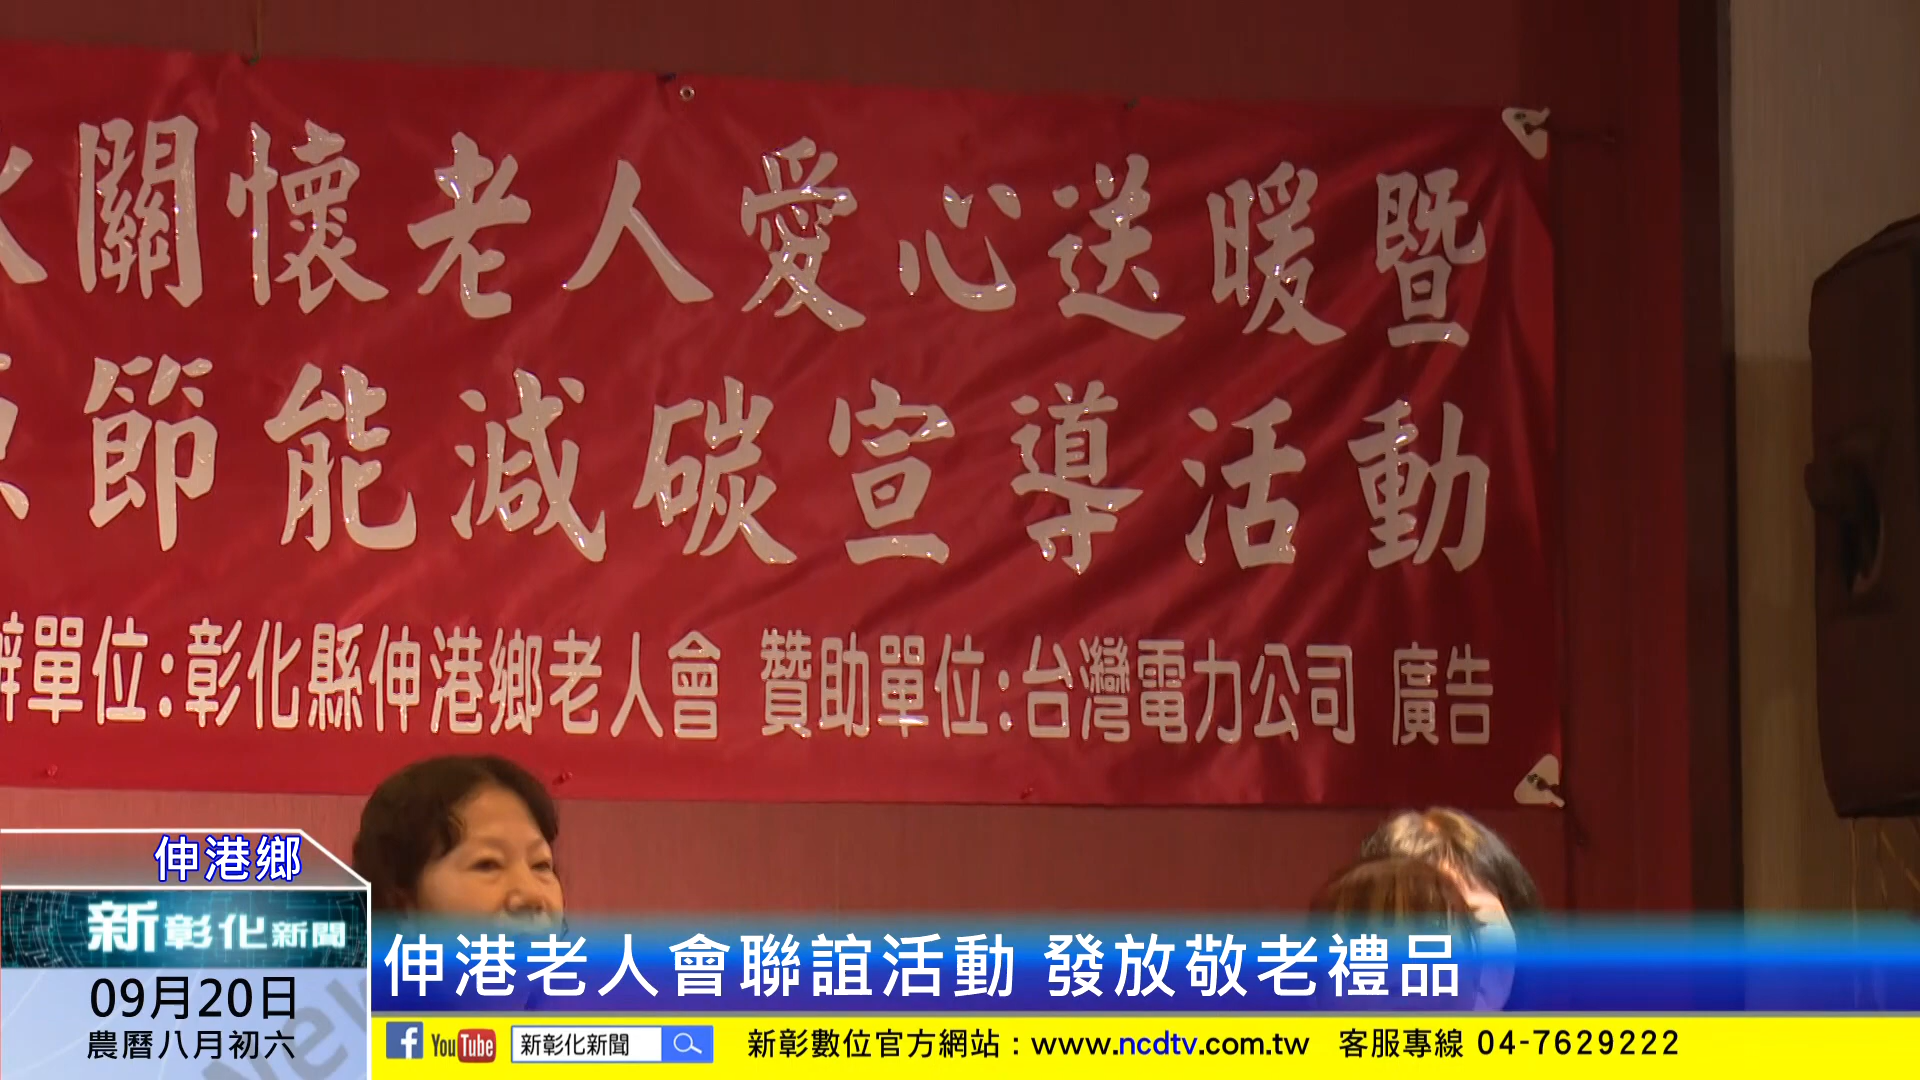 關懷老人愛心送暖暨
節能減碳宣導活動
單位:彰化縣伸港鄉老人會 贊助單位:台灣電力公司 廣告
伸港鄉
新彰化新聞
伸港老人會聯誼活動 發放敬老禮品
09月20日
農曆八月初六
YouTube 新彰化新聞 新彰數位官方網站:www.ncdtv.com.tw 客服專線 04-7629222